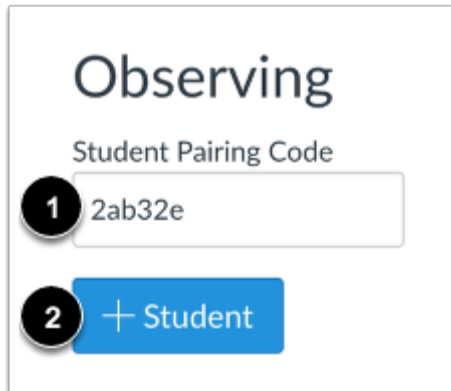 Observing
Student Pairing Code
1 2ab32e
2 + Student